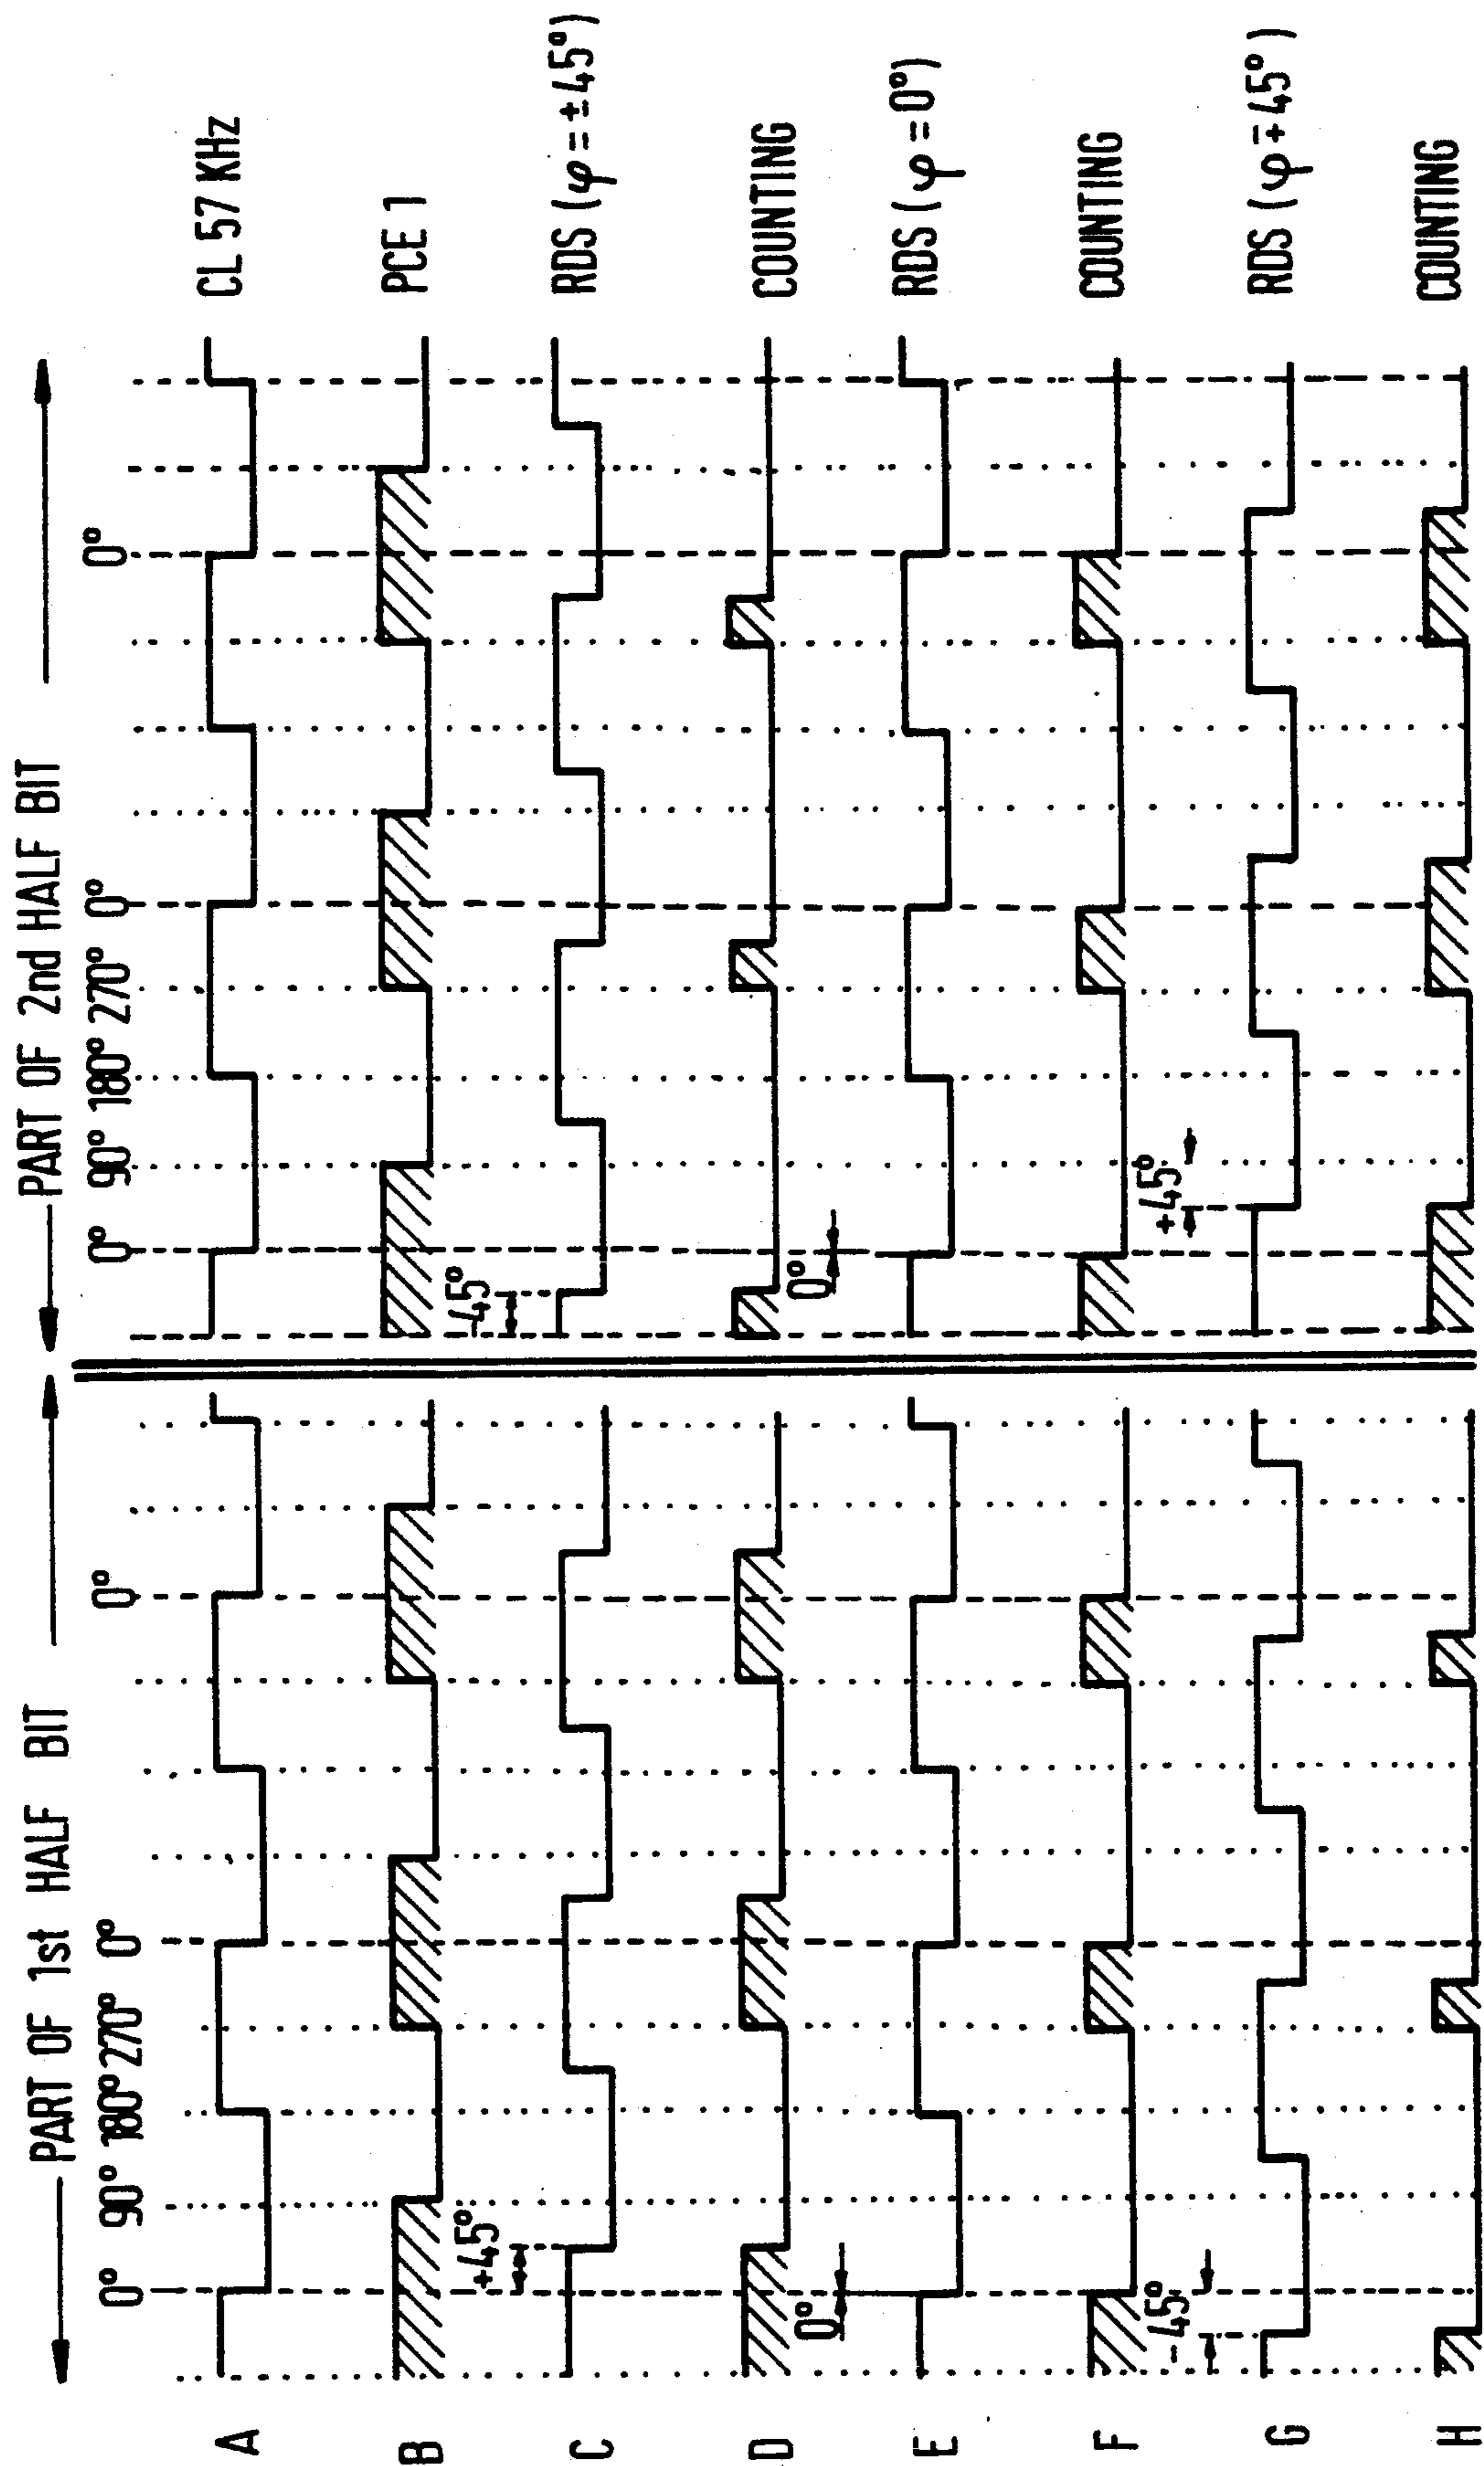 PART OF 1st HALF BIT
PART OF 2nd HALF BIT
0° 90° 180° 270° 0° 0°
0° 90° 180° 270° 0° 0°
A
CL 57 KHz
B
PCE 1
+45°
-45°
C
RDS (φ=±45°)
D
COUNTING
0°
0°
E
RDS (φ=0°)
F
COUNTING
-45°
+45°
G
RDS (φ∓45°)
H
COUNTING